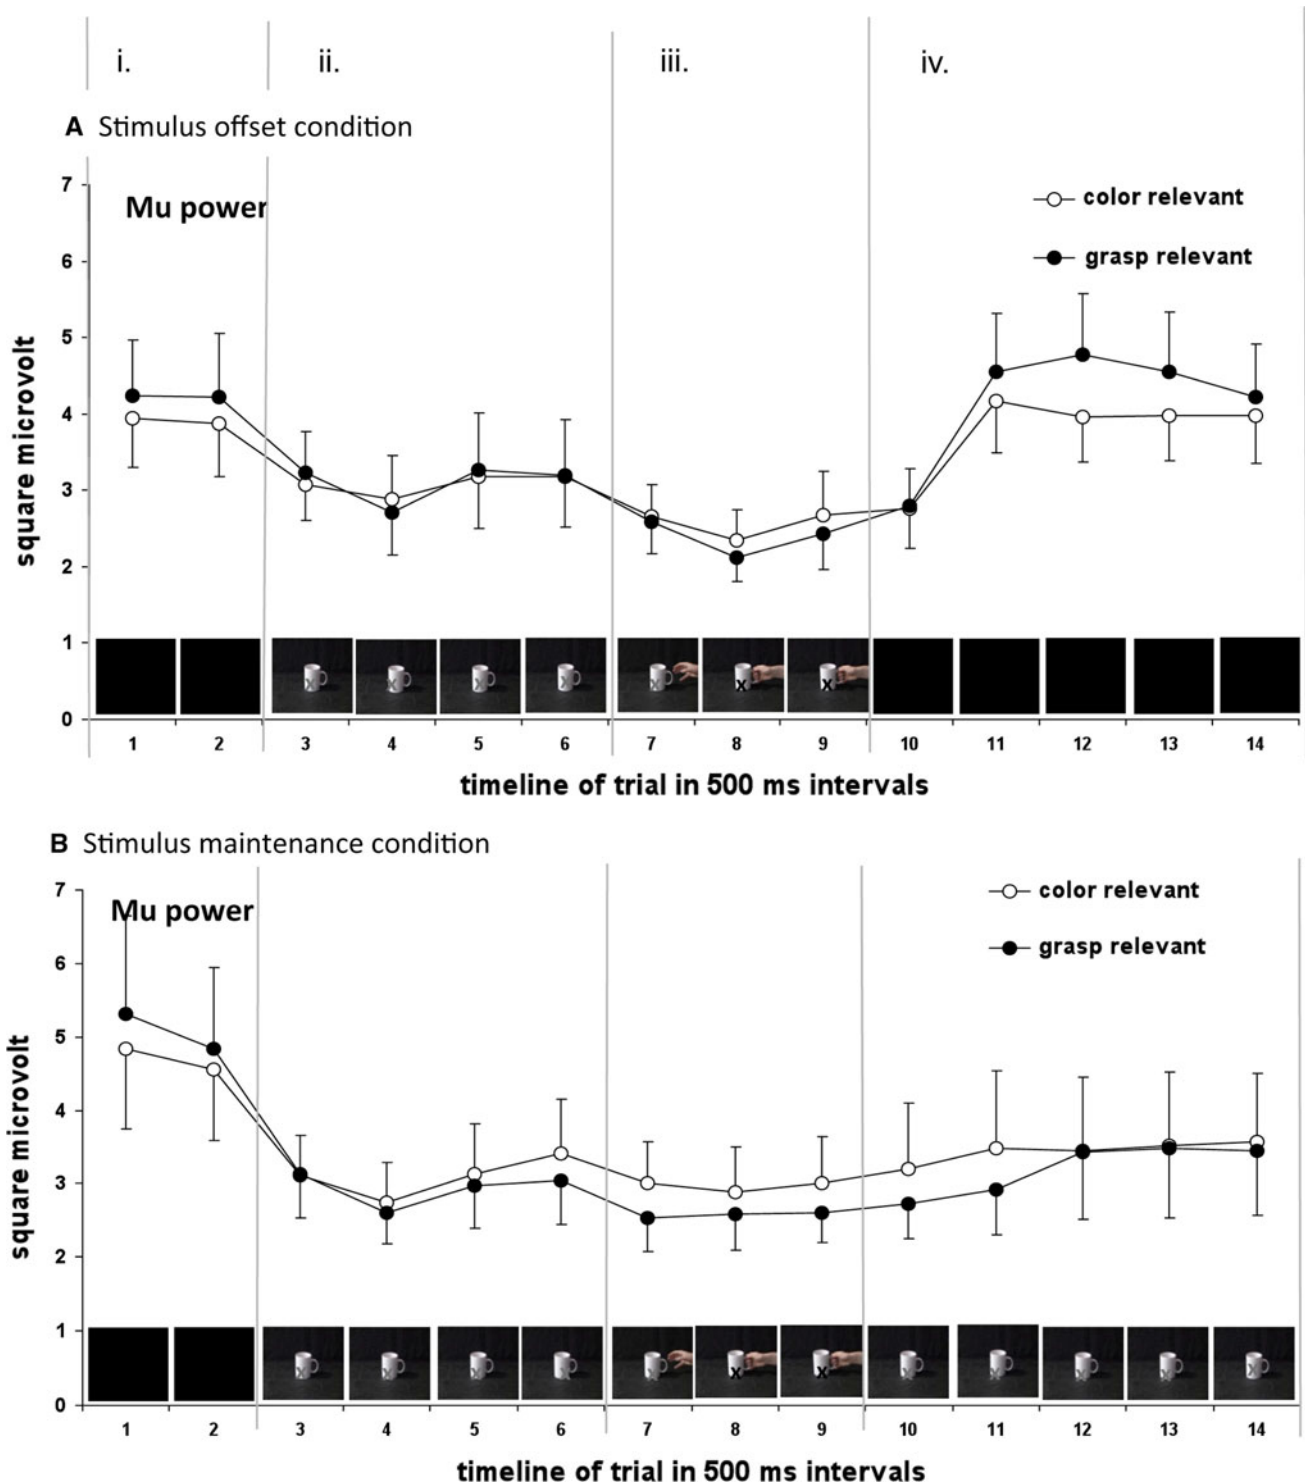 i. ii. iii. iv.
A Stimulus offset condition
7
Mu power
color relevant
6
grasp relevant
5
4
3
2
1
0
square microvolt
X X X X X X X
1 2 3 4 5 6 7 8 9 10 11 12 13 14
timeline of trial in 500 ms intervals
B Stimulus maintenance condition
7
color relevant
Mu power
grasp relevant
6
5
4
3
2
1
0
square microvolt
X X X X X X X X X X X X
1 2 3 4 5 6 7 8 9 10 11 12 13 14
timeline of trial in 500 ms intervals